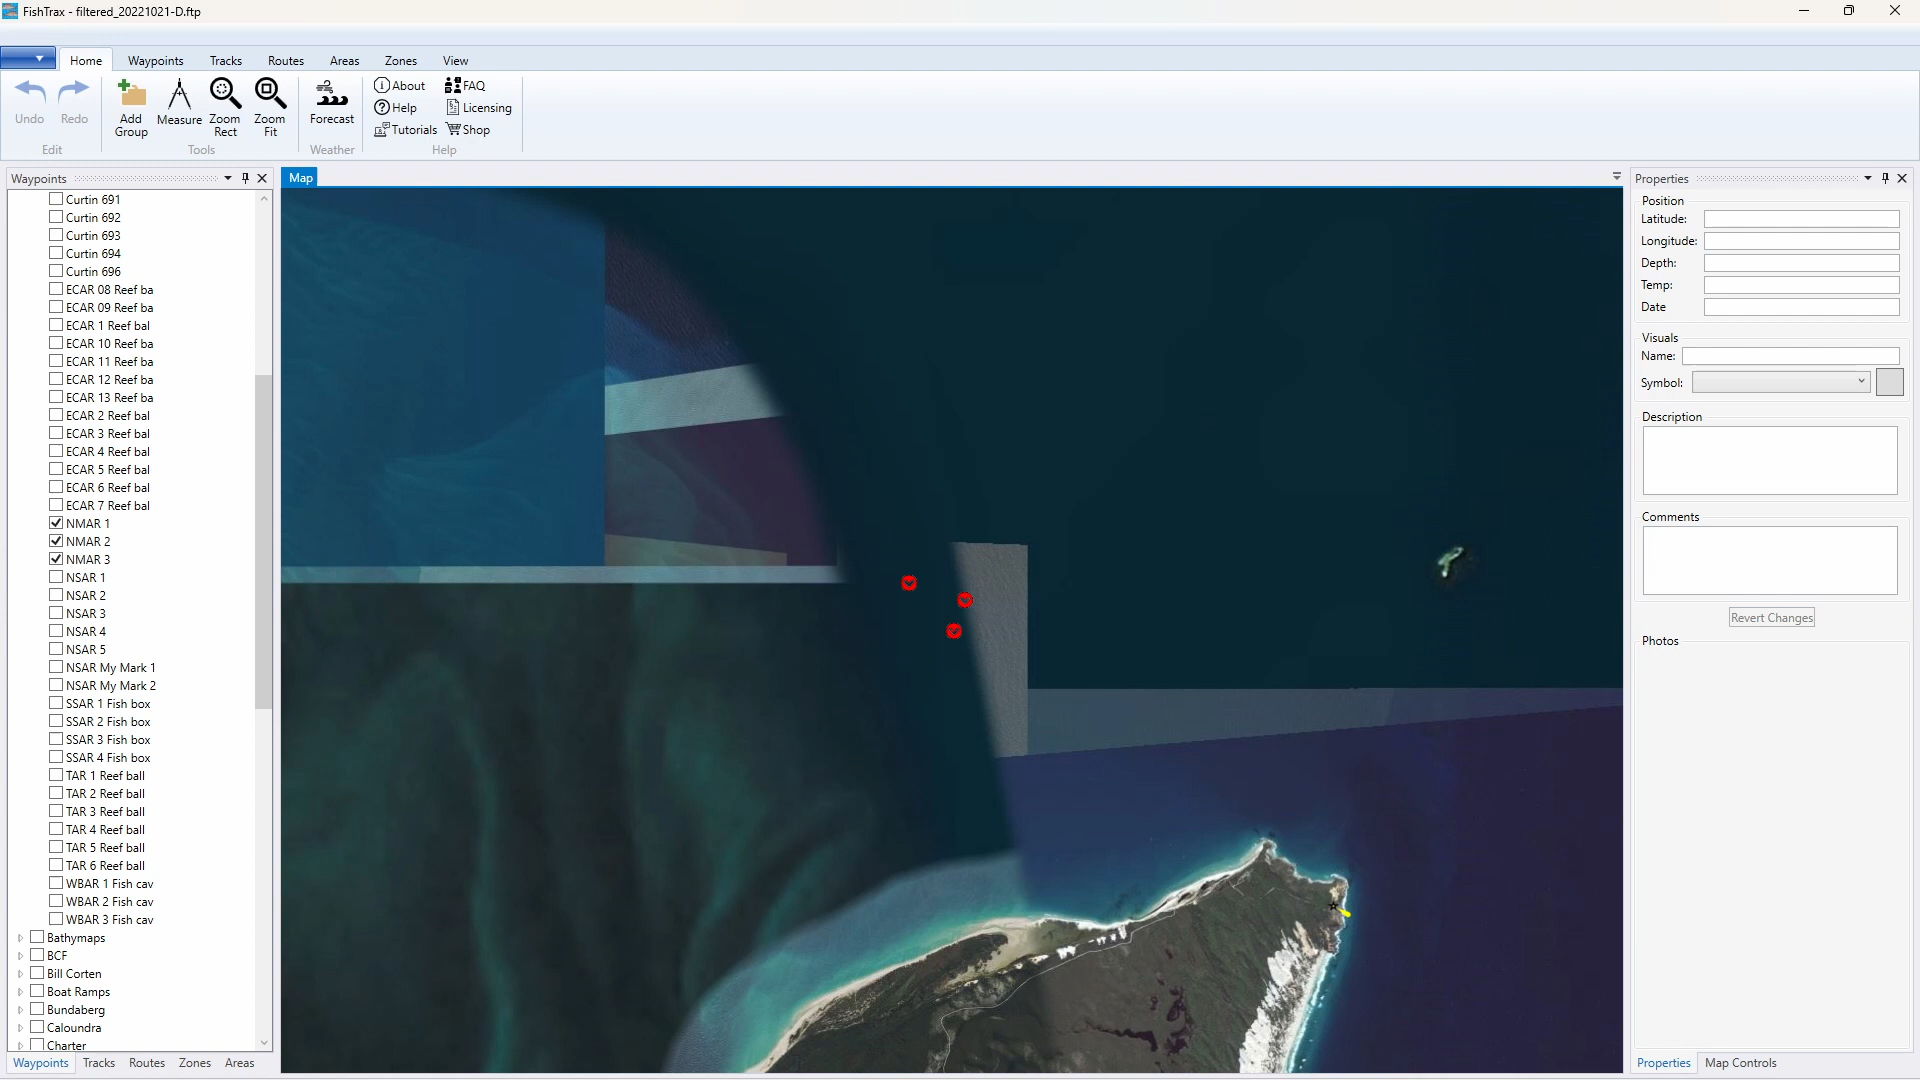 FishTrax - filtered_20221021-D.ftp
Home Waypoints Tracks Routes Areas Zones View
Undo Redo
Edit
Add Group Measure Zoom Rect Zoom Fit
Tools
Forecast
Weather
About FAQ
Help Licensing
Tutorials Shop
Help
Waypoints
Curtin 691
Curtin 692
Curtin 693
Curtin 694
Curtin 696
ECAR 08 Reef ba
ECAR 09 Reef ba
ECAR 1 Reef bal
ECAR 10 Reef ba
ECAR 11 Reef ba
ECAR 12 Reef ba
ECAR 13 Reef ba
ECAR 2 Reef bal
ECAR 3 Reef bal
ECAR 4 Reef bal
ECAR 5 Reef bal
ECAR 6 Reef bal
ECAR 7 Reef bal
NMAR 1
NMAR 2
NMAR 3
NSAR 1
NSAR 2
NSAR 3
NSAR 4
NSAR 5
NSAR My Mark 1
NSAR My Mark 2
SSAR 1 Fish box
SSAR 2 Fish box
SSAR 3 Fish box
SSAR 4 Fish box
TAR 1 Reef ball
TAR 2 Reef ball
TAR 3 Reef ball
TAR 4 Reef ball
TAR 5 Reef ball
TAR 6 Reef ball
WBAR 1 Fish cav
WBAR 2 Fish cav
WBAR 3 Fish cav
Bathymaps
BCF
Bill Corten
Boat Ramps
Bundaberg
Caloundra
Charter
Waypoints Tracks Routes Zones Areas
Map
Properties
Position
Latitude:
Longitude:
Depth:
Temp:
Date
Visuals
Name:
Symbol:
Description
Comments
Revert Changes
Photos
Properties Map Controls